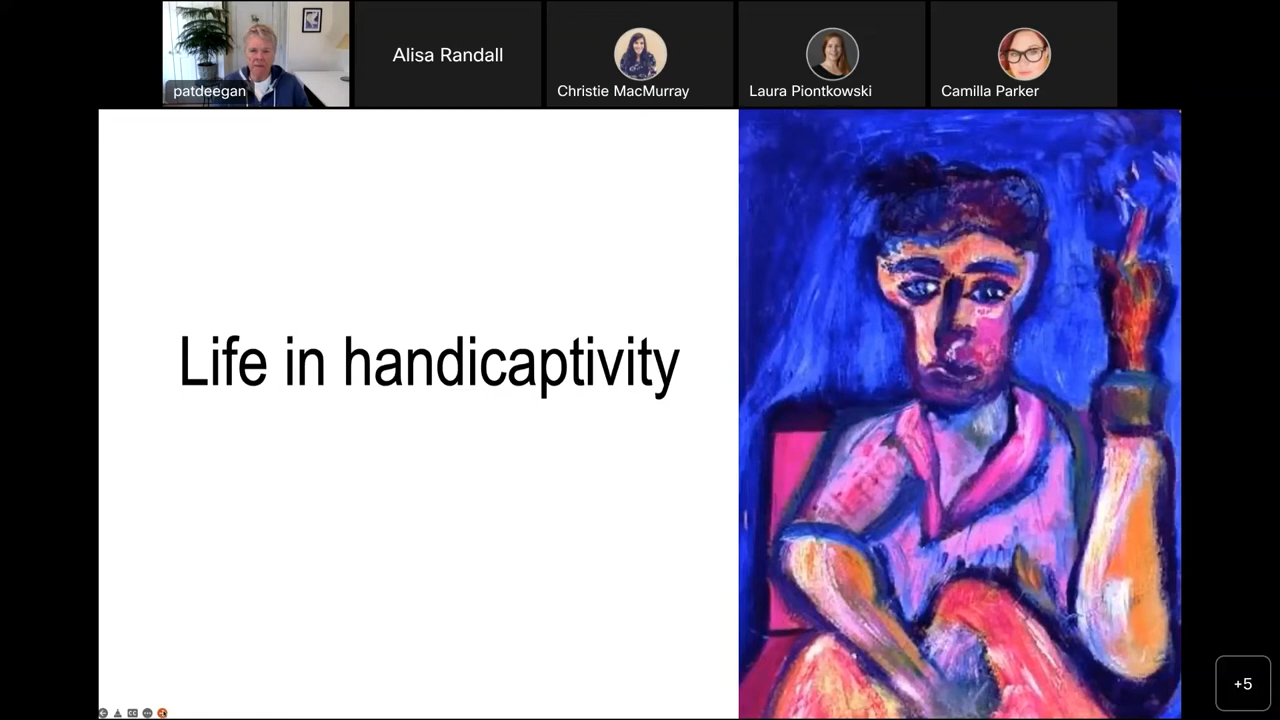 patdeegan
Alisa Randall
Christie MacMurray
Laura Piontkowski
Camilla Parker
Life in handicaptivity
+5